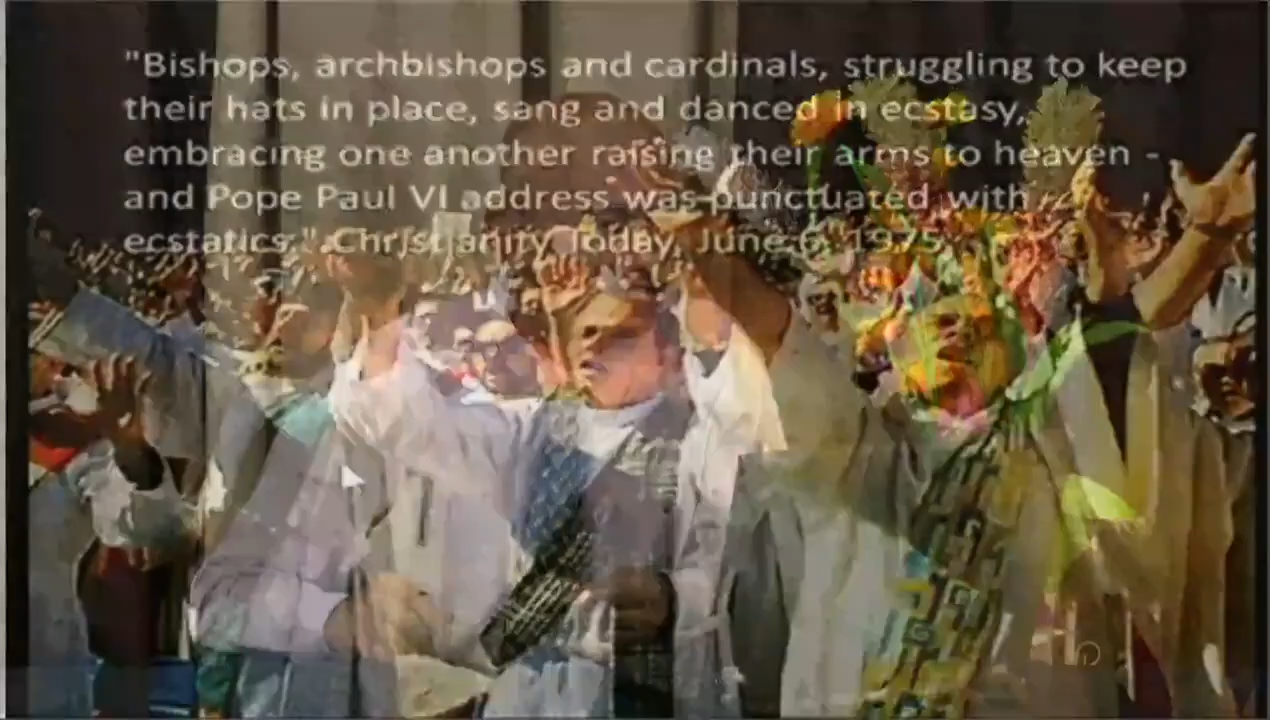 "Bishops, archbishops and cardinals, struggling to keep
their hats in place, sang and danced in ecstasy,
embracing one another raising their arms to heaven -
and Pope Paul VI address was punctuated with
ecstatics." Christianity Today, June 6, 1975